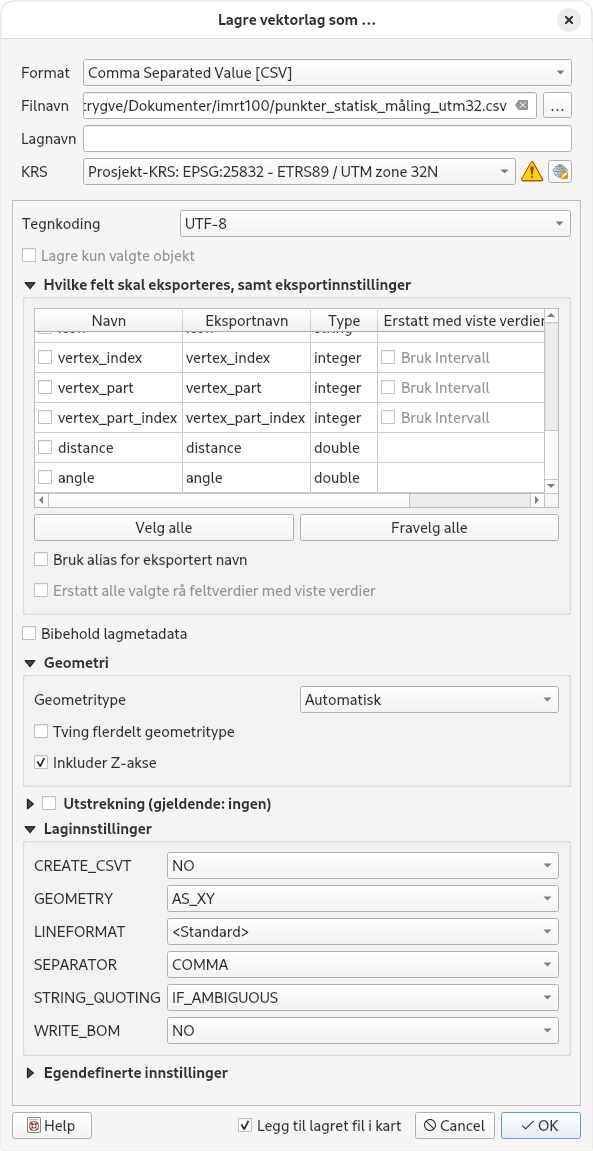 Lagre vektorlag som ...
Format Comma Separated Value [CSV]
Filnavn :rygve/Dokumenter/imrt100/punkter_statisk_måling_utm32.csv ...
Lagnavn
KRS Prosjekt-KRS: EPSG:25832 - ETRS89 / UTM zone 32N
Tegnkoding UTF-8
Lagre kun valgte objekt
Hvilke felt skal eksporteres, samt eksportinnstillinger
Navn Eksportnavn Type Erstatt med viste verdier
vertex_index vertex_index integer Bruk Intervall
vertex_part vertex_part integer Bruk Intervall
vertex_part_index vertex_part_index integer Bruk Intervall
distance distance double
angle angle double
Velg alle Fravelg alle
Bruk alias for eksportert navn
Erstatt alle valgte rå feltverdier med viste verdier
Bibehold lagmetadata
Geometri
Geometritype Automatisk
Tving flerdelt geometritype
Inkluder Z-akse
Utstrekning (gjeldende: ingen)
Laginnstillinger
CREATE_CSVT NO
GEOMETRY AS_XY
LINEFORMAT <Standard>
SEPARATOR COMMA
STRING_QUOTING IF_AMBIGUOUS
WRITE_BOM NO
Egendefinerte innstillinger
Help Legg til lagret fil i kart Cancel OK